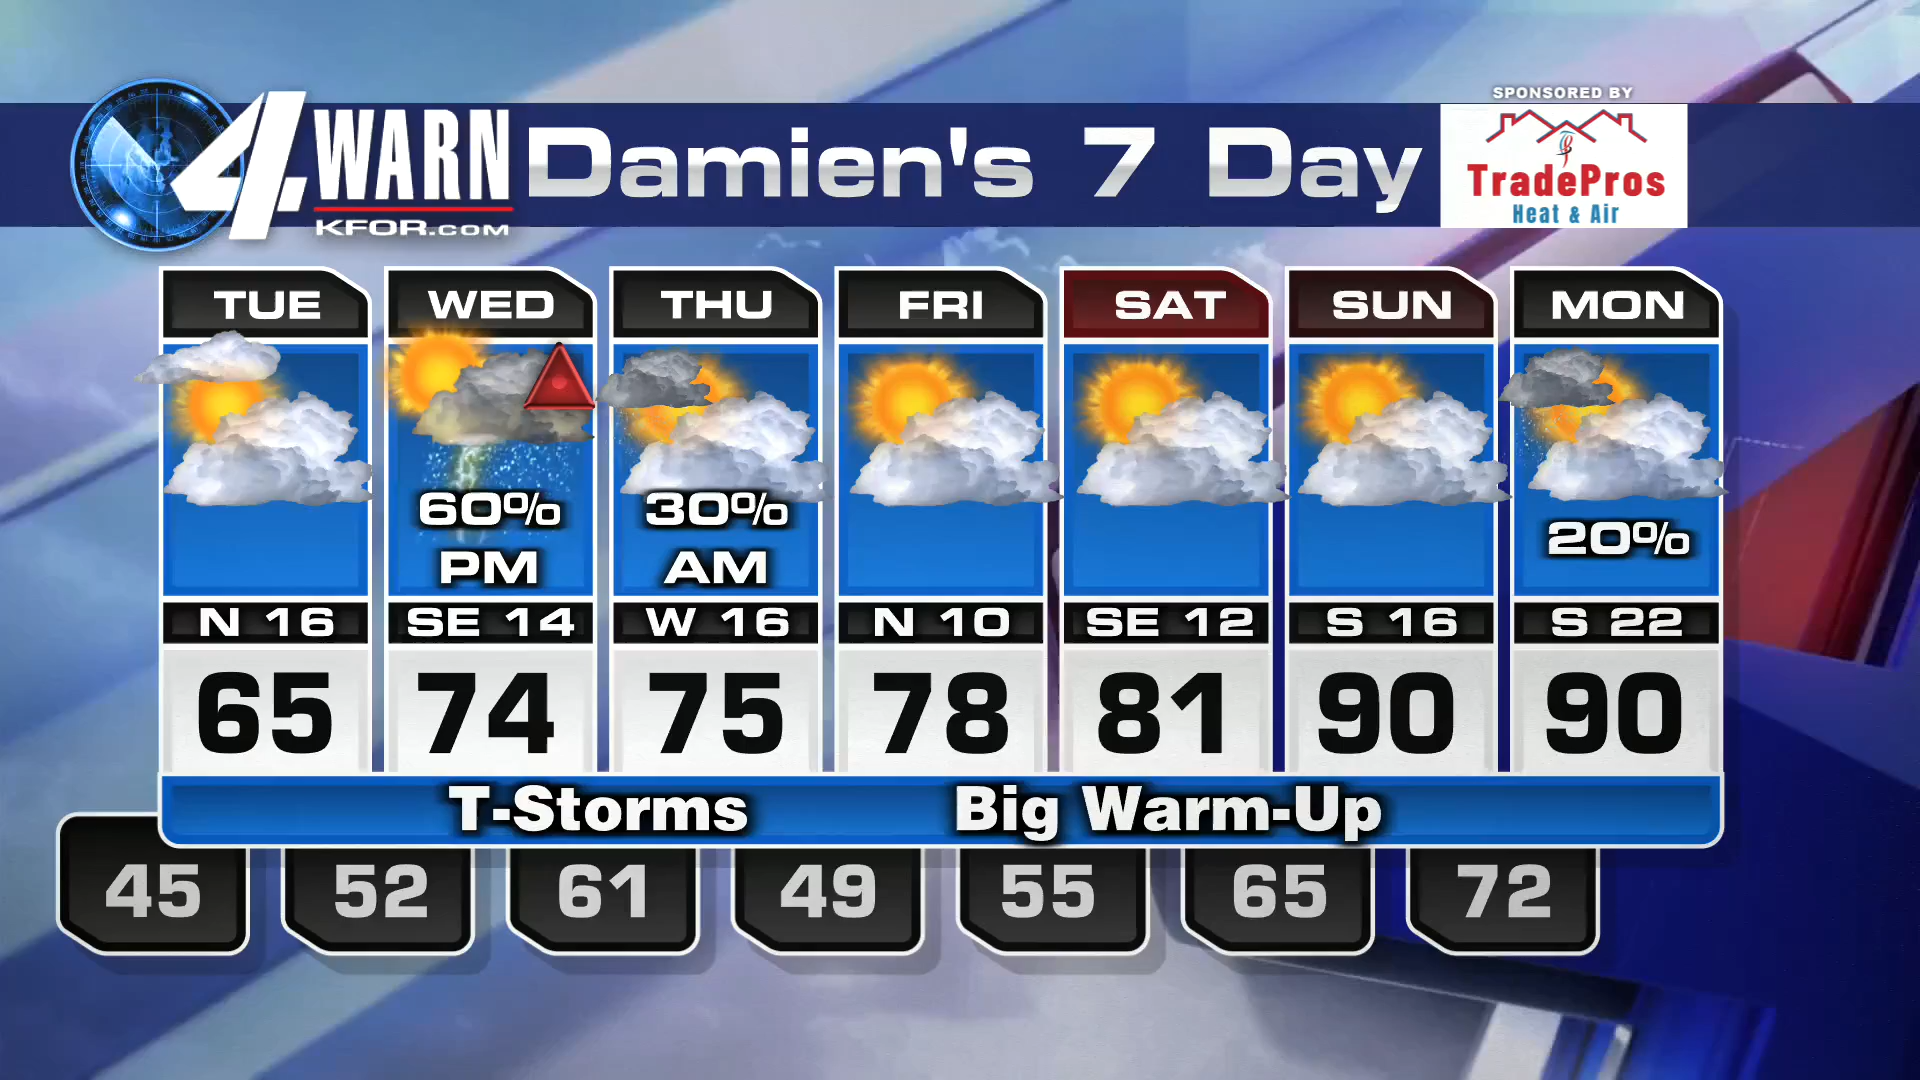 SPONSORED BY
4 WARN
KFOR.COM
Damien's 7 Day
TradePros
Heat & Air
TUE WED THU FRI SAT SUN MON
60% 30% 20%
PM AM
N 16 SE 14 W 16 N 10 SE 12 S 16 S 22
65 74 75 78 81 90 90
T-Storms Big Warm-Up
45 52 61 49 55 65 72